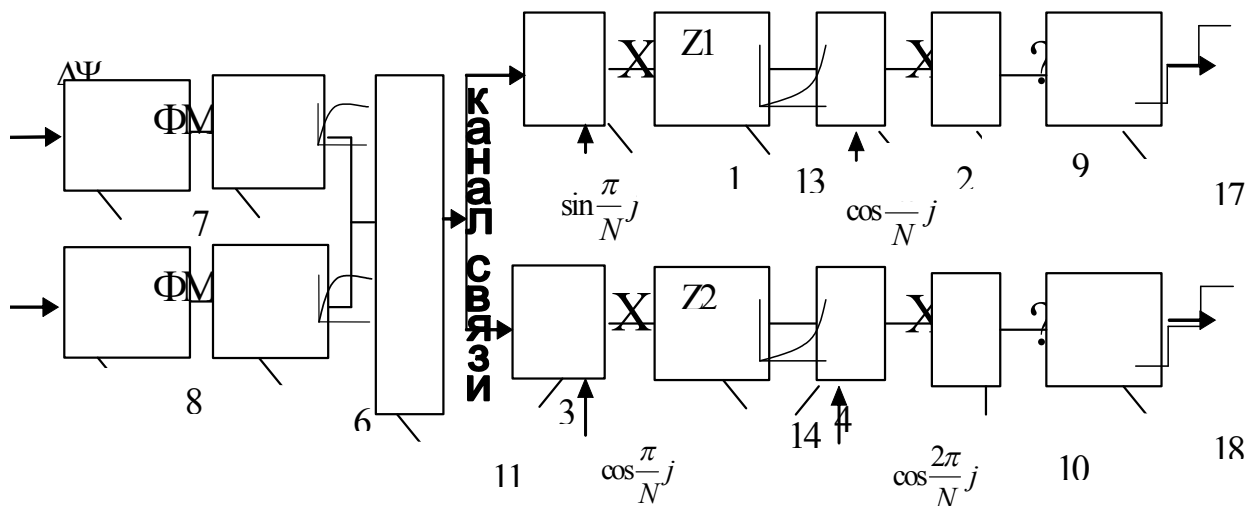 X
Z1
X
?
ΔΨ
ФМ
канал связи
1
13
2
9
17
sin π/N j
cos /N j
7
ФМ
X
Z2
X
?
8
6
3
14
4
10
18
11
cos π/N j
cos 2π/N j